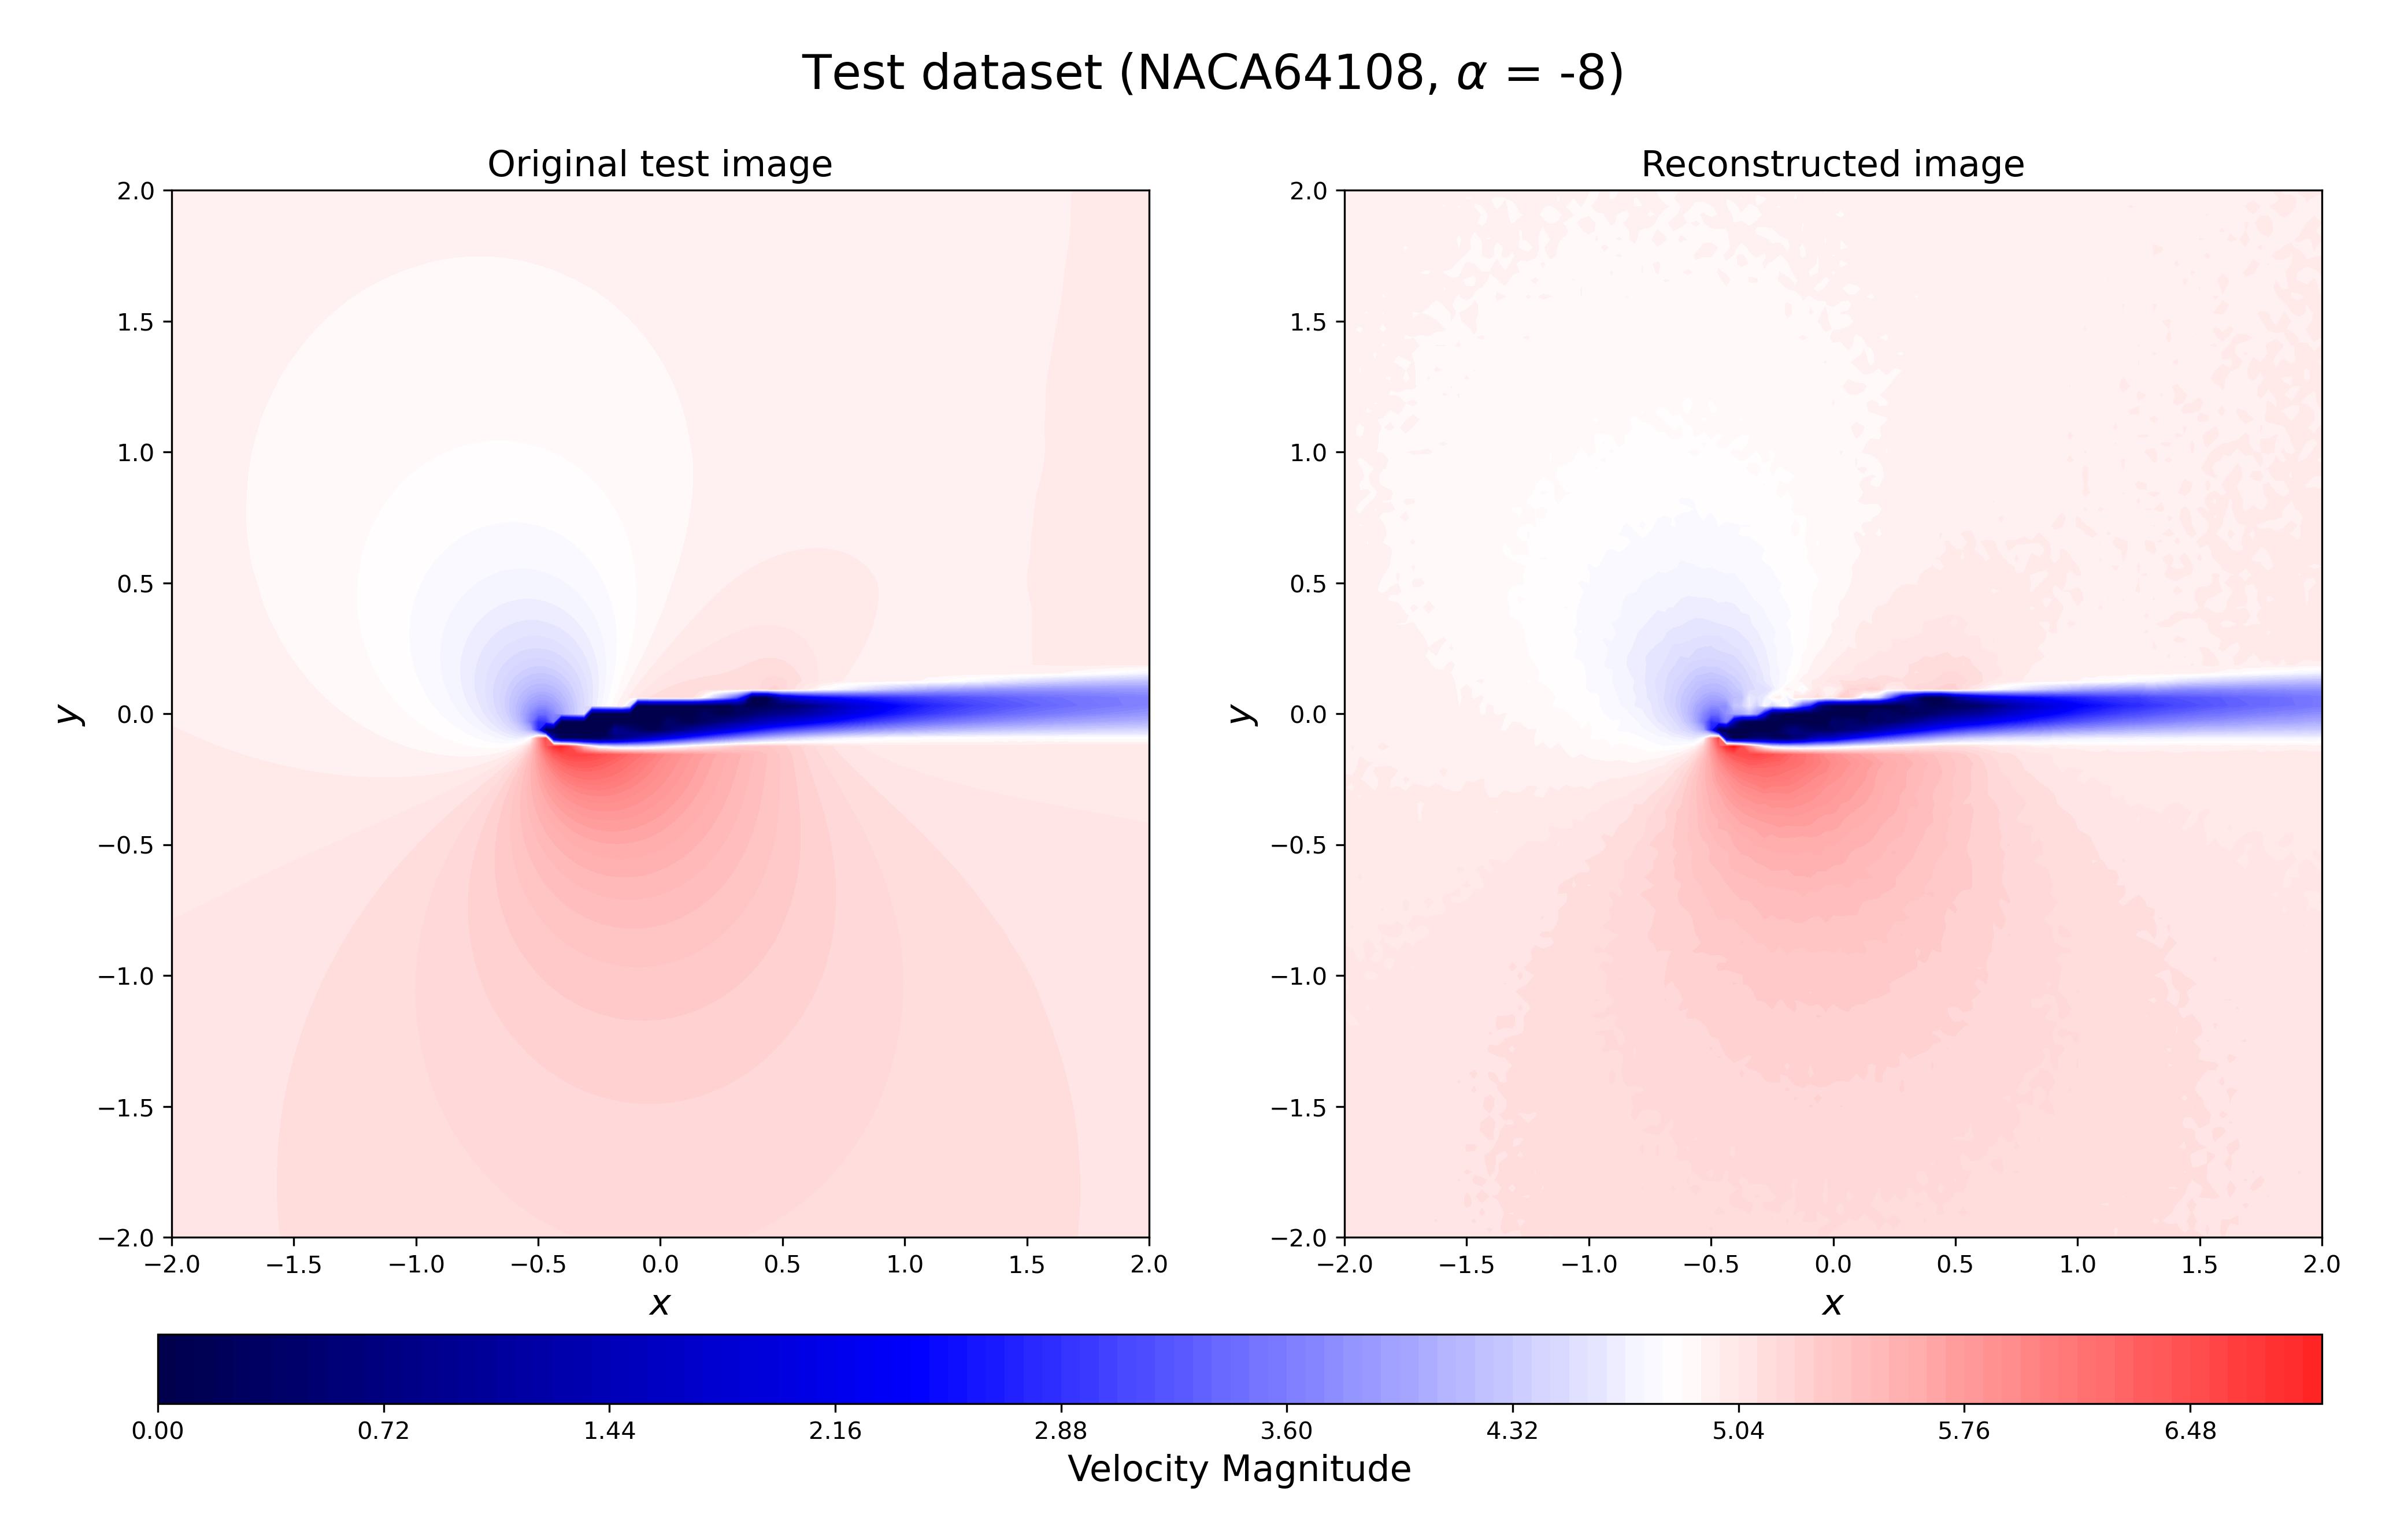 Test dataset (NACA64108, α = -8)
Original test image
Reconstructed image
2.0
1.5
1.0
0.5
0.0
−0.5
−1.0
−1.5
−2.0
y
−2.0 −1.5 −1.0 −0.5 0.0 0.5 1.0 1.5 2.0
x
2.0
1.5
1.0
0.5
0.0
−0.5
−1.0
−1.5
−2.0
y
−2.0 −1.5 −1.0 −0.5 0.0 0.5 1.0 1.5 2.0
x
0.00 0.72 1.44 2.16 2.88 3.60 4.32 5.04 5.76 6.48
Velocity Magnitude